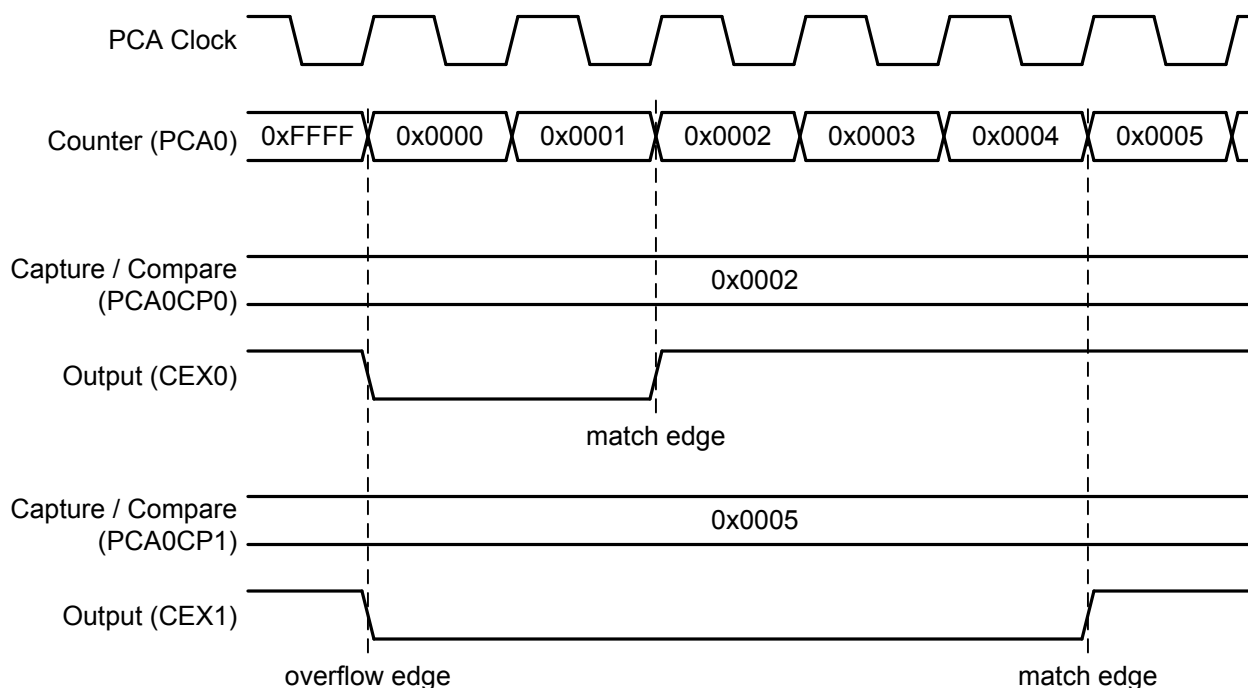 PCA Clock
Counter (PCA0) 0xFFFF 0x0000 0x0001 0x0002 0x0003 0x0004 0x0005
Capture / Compare
(PCA0CP0)
0x0002
Output (CEX0)
match edge
Capture / Compare
(PCA0CP1)
0x0005
Output (CEX1)
overflow edge
match edge